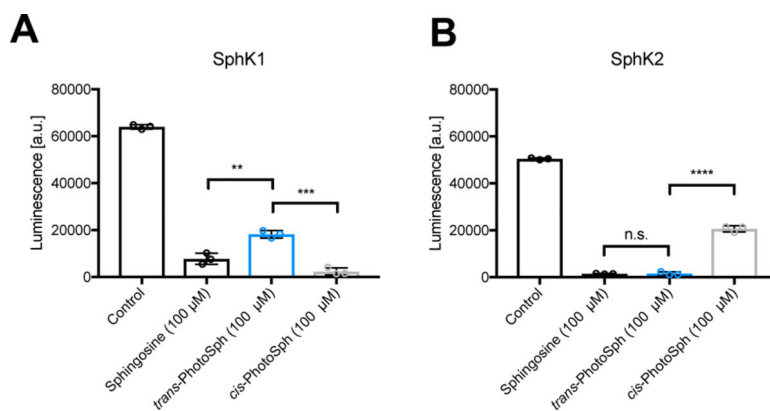 A
SphK1
Luminescence [a.u.]
80000
60000
40000
20000
0
**
***
Control
Sphingosine (100 µM)
trans-PhotoSph (100 µM)
cis-PhotoSph (100 µM)
B
SphK2
Luminescence [a.u.]
80000
60000
40000
20000
0
n.s.
****
Control
Sphingosine (100 µM)
trans-PhotoSph (100 µM)
cis-PhotoSph (100 µM)